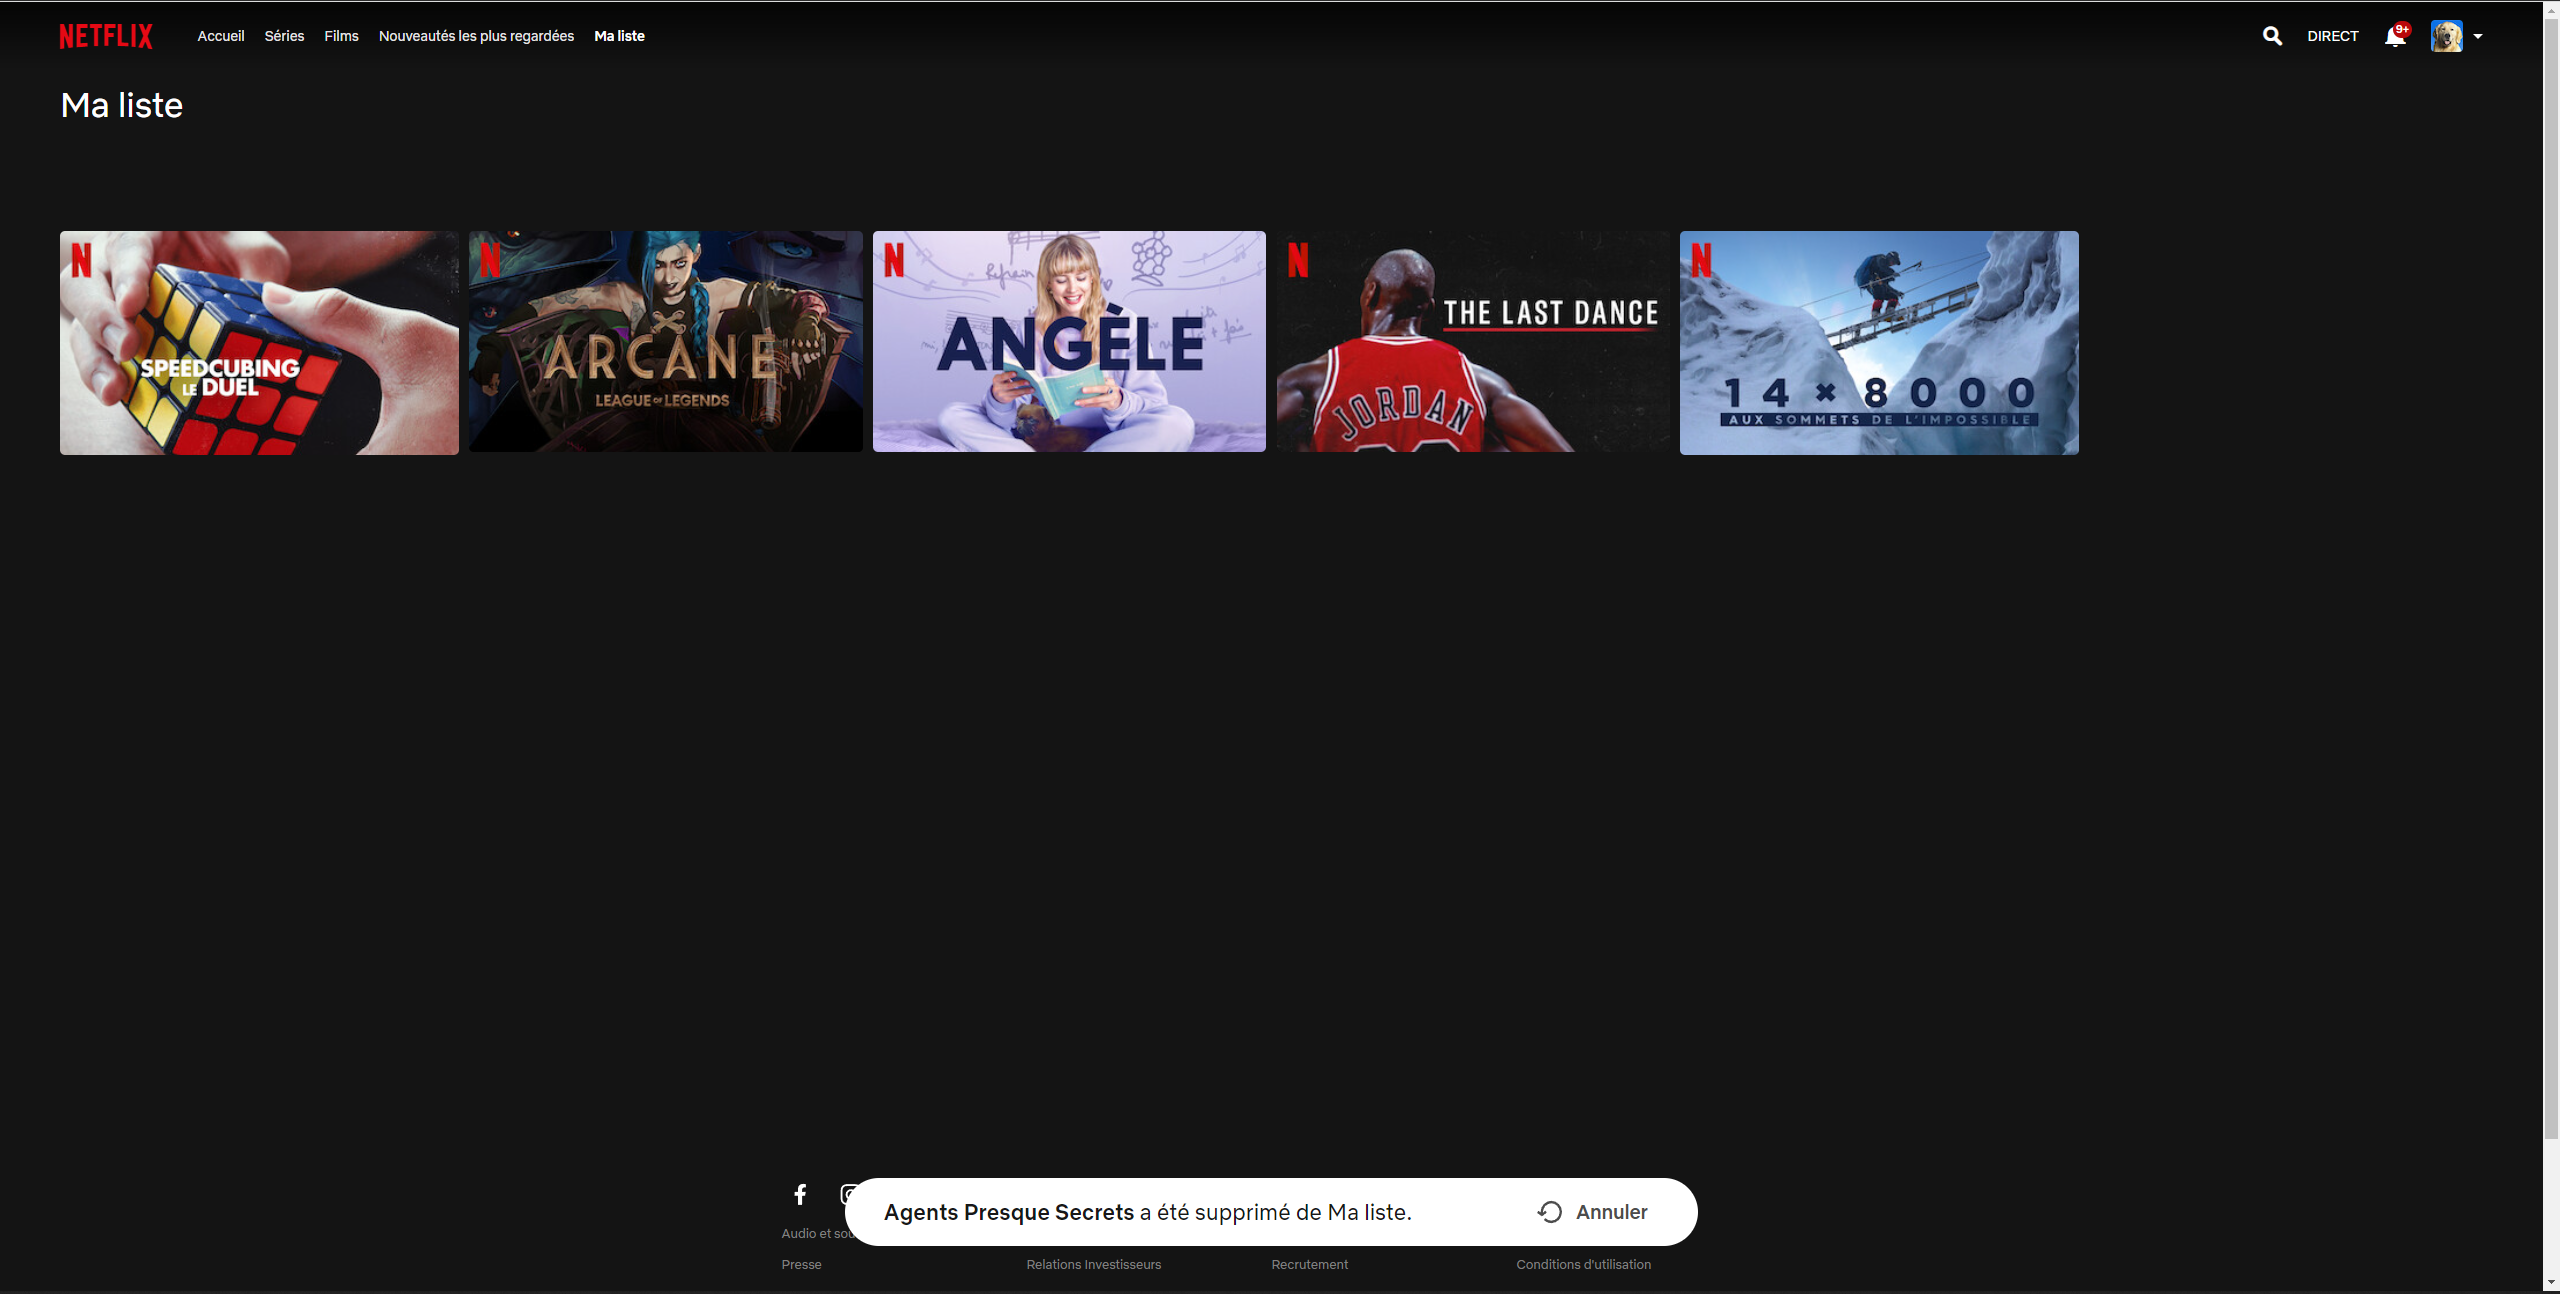 NETFLIX Accueil Séries Films Nouveautés les plus regardées Ma liste DIRECT 9+
Ma liste
N SPEEDCUBING
LE DUEL
N ARCANE
LEAGUE OF LEGENDS
N Refrain
ANGÈLE
N THE LAST DANCE
JORDAN
N 14 × 8000
AUX SOMMETS DE L'IMPOSSIBLE
Agents Presque Secrets a été supprimé de Ma liste. Annuler
Audio et sou
Presse Relations Investisseurs Recrutement Conditions d'utilisation